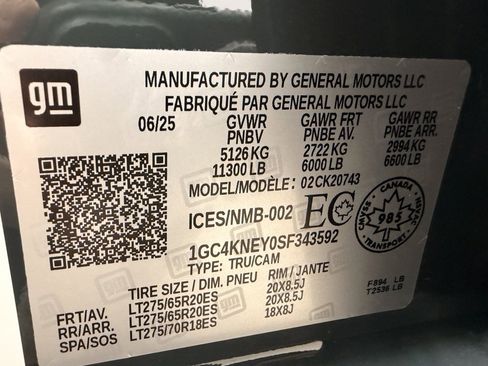 gm
MANUFACTURED BY GENERAL MOTORS LLC
FABRIQUÉ PAR GENERAL MOTORS LLC
06/25 GVWR GAWR FRT GAWR RR
PNBV PNBE AV. PNBE ARR.
5126 KG 2722 KG 2994 KG
11300 LB 6000 LB 6600 LB
MODEL/MODÈLE: 02CK20743
ICES/NMB-002 EC
CANADA
CMVSS NSVAC
985
TRANSPORT
1GC4KNEY0SF343592
TYPE: TRU/CAM
TIRE SIZE / DIM. PNEU RIM / JANTE
FRT/AV. LT275/65R20ES 20X8.5J
RR/ARR. LT275/65R20ES 20X8.5J
SPA/SOS LT275/70R18ES 18X8J
F894 LB
T2536 LB